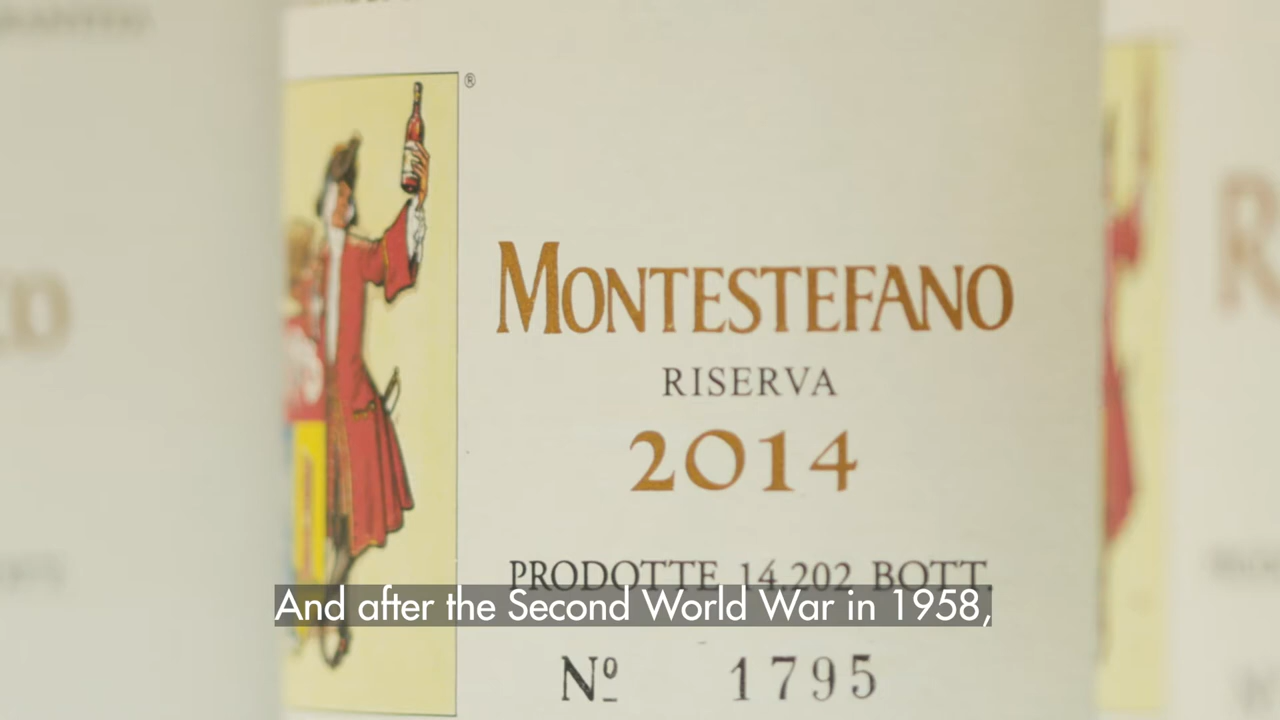 ®
MONTESTEFANO
RISERVA
2014
PRODOTTE 14.202 BOTT.
And after the Second World War in 1958,
Nº 1795